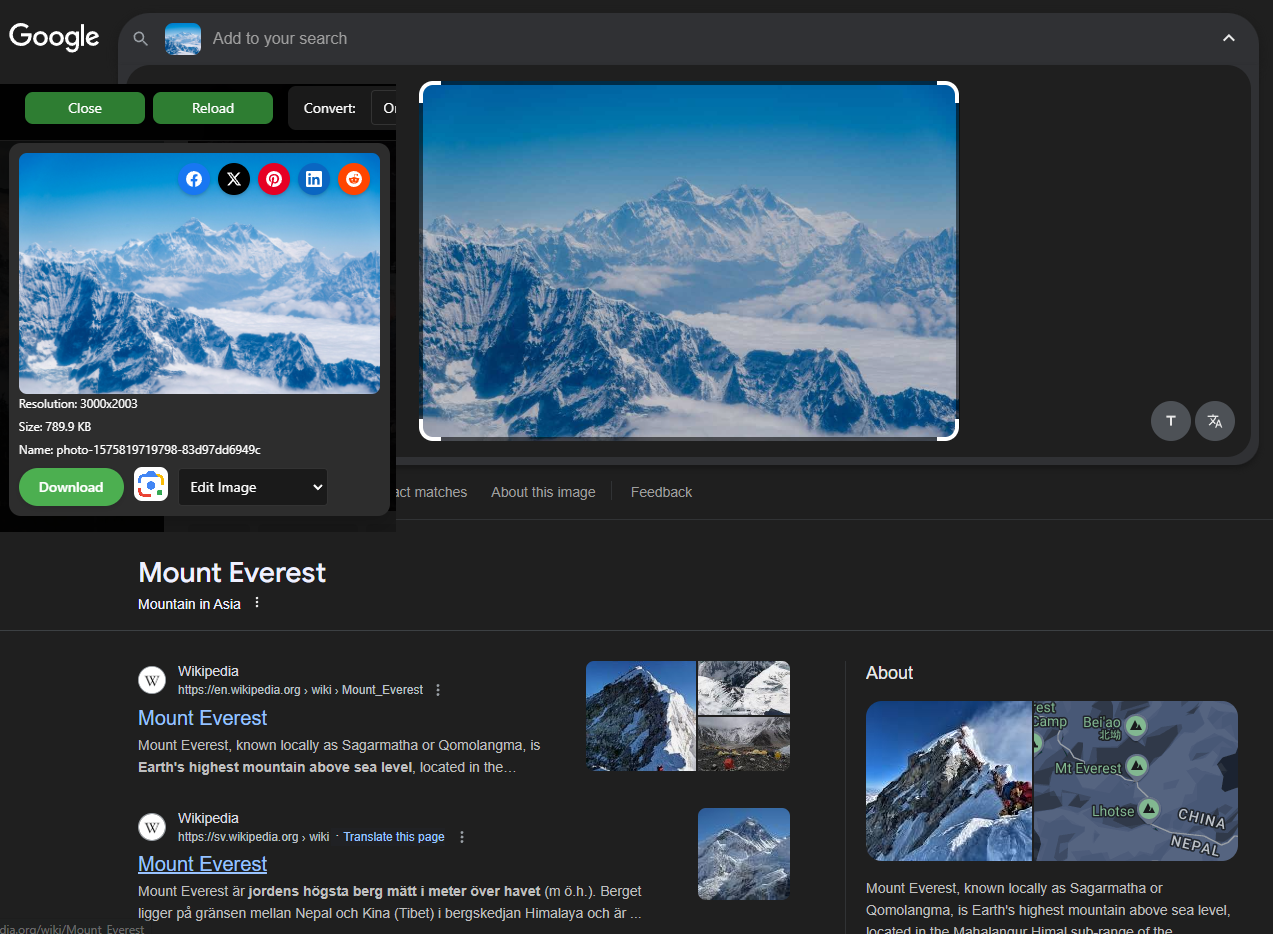 Google
Add to your search
Close
Reload
Convert:
T
Resolution: 3000x2003
Size: 789.9 KB
Name: photo-1575819719798-83d97dd6949c
Download
Edit Image
act matches
About this image
Feedback
Mount Everest
Mountain in Asia
W
Wikipedia
https://en.wikipedia.org › wiki › Mount_Everest
Mount Everest
Mount Everest, known locally as Sagarmatha or Qomolangma, is
Earth's highest mountain above sea level, located in the…
W
Wikipedia
https://sv.wikipedia.org › wiki · Translate this page
Mount Everest
Mount Everest är jordens högsta berg mätt i meter över havet (m ö.h.). Berget
ligger på gränsen mellan Nepal och Kina (Tibet) i bergskedjan Himalaya och är ...
About
rest
Camp
Bei'ao
北坳
Mt Everest
Lhotse
CHINA
NEPAL
Mount Everest, known locally as Sagarmatha or
Qomolangma, is Earth's highest mountain above sea level,
located in the Mahalangur Himal sub-range of the
dia.org/wiki/Mount_Everest